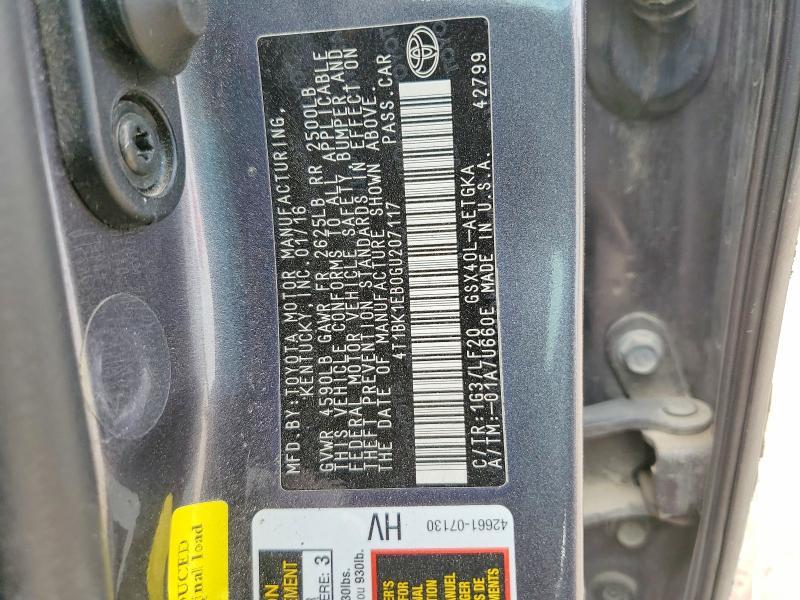 MFD.BY:TOYOTA MOTOR MANUFACTURING,
KENTUCKY INC. 01/16
GVWR 4590LB GAWR FR 2625LB RR 2500LB
THIS VEHICLE CONFORMS TO ALL APPLICABLE
FEDERAL MOTOR VEHICLE SAFETY, BUMPER,AND
THEFT PREVENTION STANDARDS IN EFFECT ON
THE DATE OF MANUFACTURE SHOWN ABOVE.
4T1BK1EB0GU207117 PASS.CAR
C/TR:1G3/LF20 GSX40L-AETGKA
A/TM:-01A/U660E MADE IN U.S.A. 42799
42661-07130
HV
3
930lb.
MANUAL